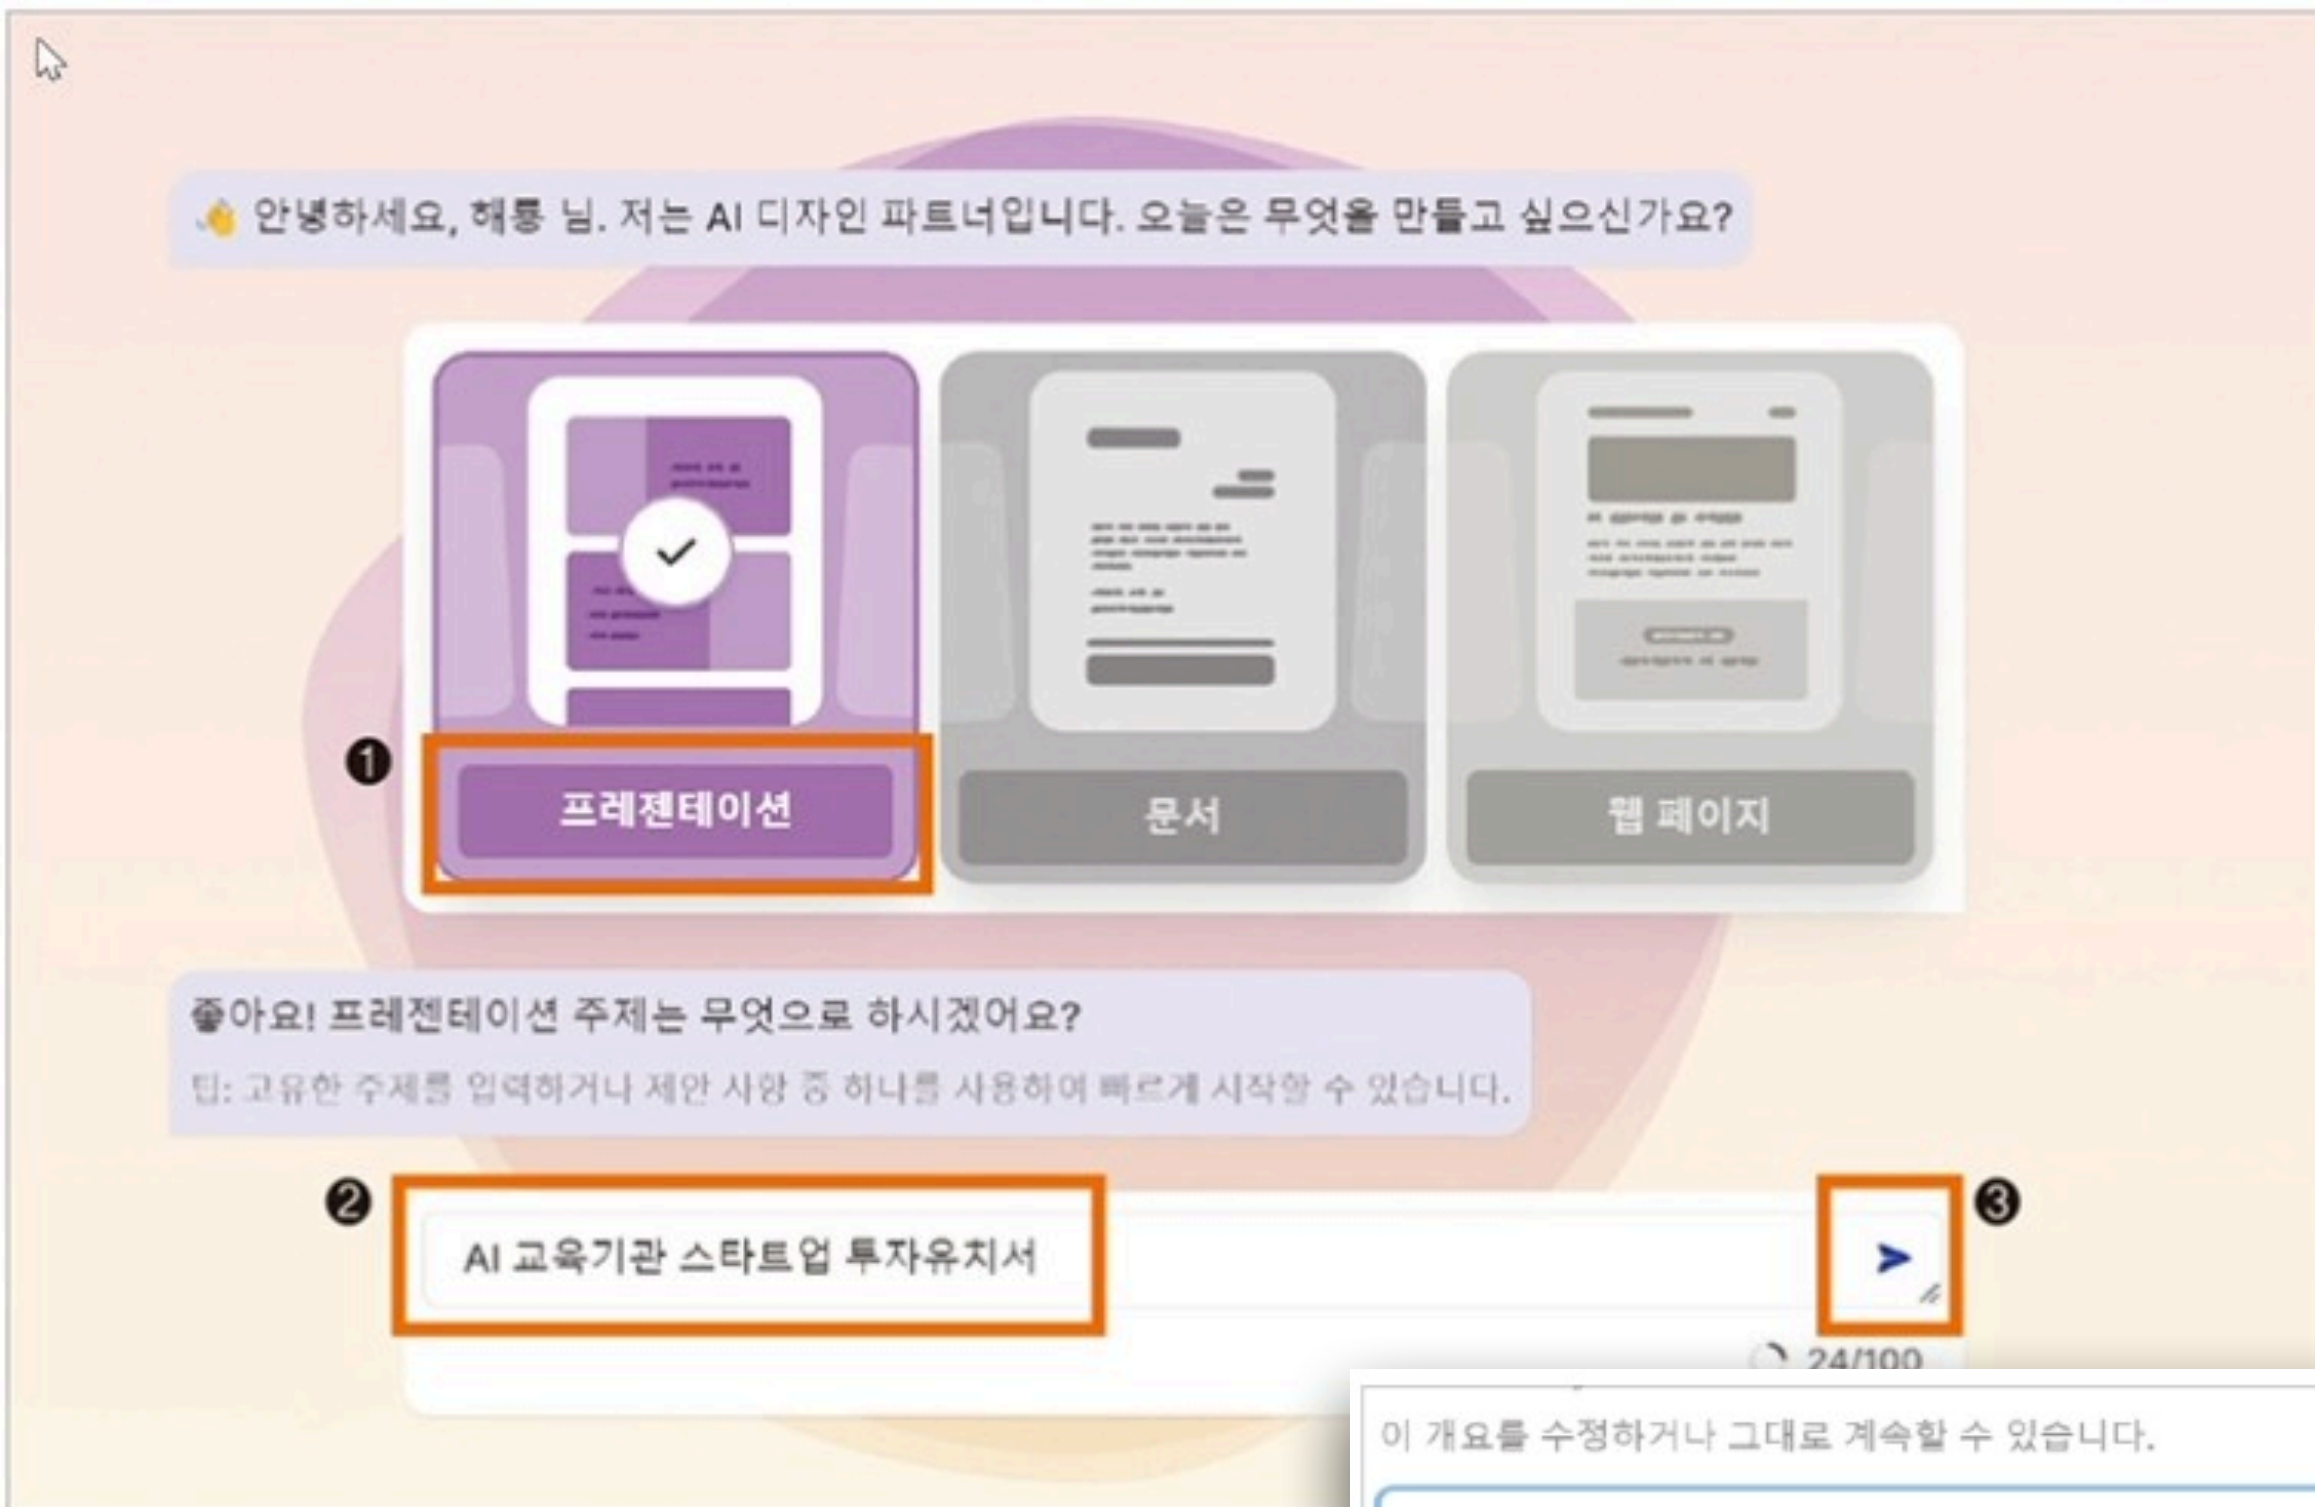 👋 안녕하세요, 해룡 님. 저는 AI 디자인 파트너입니다. 오늘은 무엇을 만들고 싶으신가요?
❶
프레젠테이션
문서
웹 페이지
좋아요! 프레젠테이션 주제는 무엇으로 하시겠어요?
팁: 고유한 주제를 입력하거나 제안 사항 중 하나를 사용하여 빠르게 시작할 수 있습니다.
❷
AI 교육기관 스타트업 투자유치서
❸
24/100
이 개요를 수정하거나 그대로 계속할 수 있습니다.